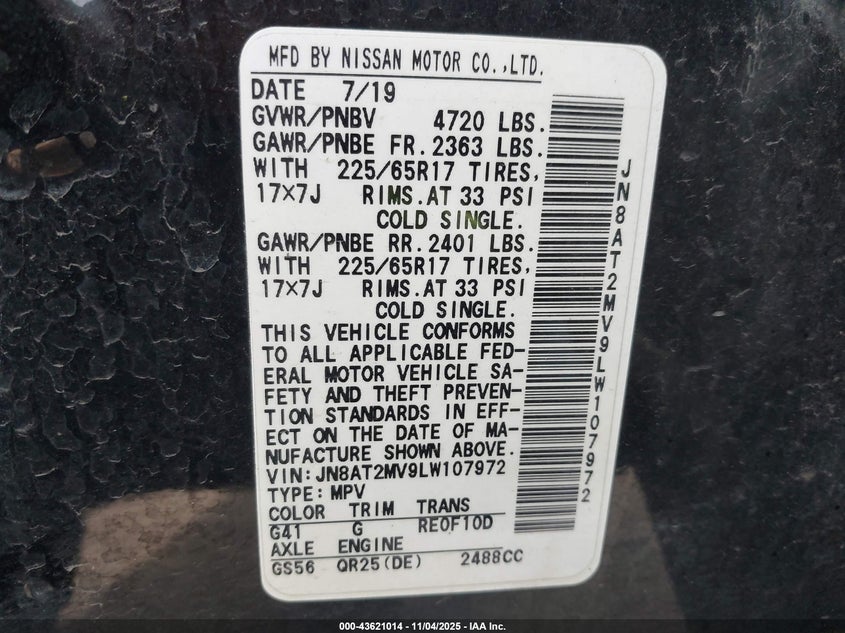 MFD BY NISSAN MOTOR CO.,LTD.
DATE 7/19
GVWR/PNBV 4720 LBS.
GAWR/PNBE FR. 2363 LBS.
WITH 225/65R17 TIRES,
17×7J RIMS.AT 33 PSI
COLD SINGLE.
GAWR/PNBE RR. 2401 LBS.
WITH 225/65R17 TIRES,
17×7J RIMS.AT 33 PSI
COLD SINGLE.
THIS VEHICLE CONFORMS
TO ALL APPLICABLE FED-
ERAL MOTOR VEHICLE SA-
FETY AND THEFT PREVEN-
TION STANDARDS IN EFF-
ECT ON THE DATE OF MA-
NUFACTURE SHOWN ABOVE.
VIN:JN8AT2MV9LW107972
TYPE:MPV
COLOR TRIM TRANS
G41 G RE0F10D
AXLE ENGINE
GS56 QR25(DE) 2488CC
JN8AT2MV9LW107972
000-43621014 - 11/04/2025 - IAA Inc.